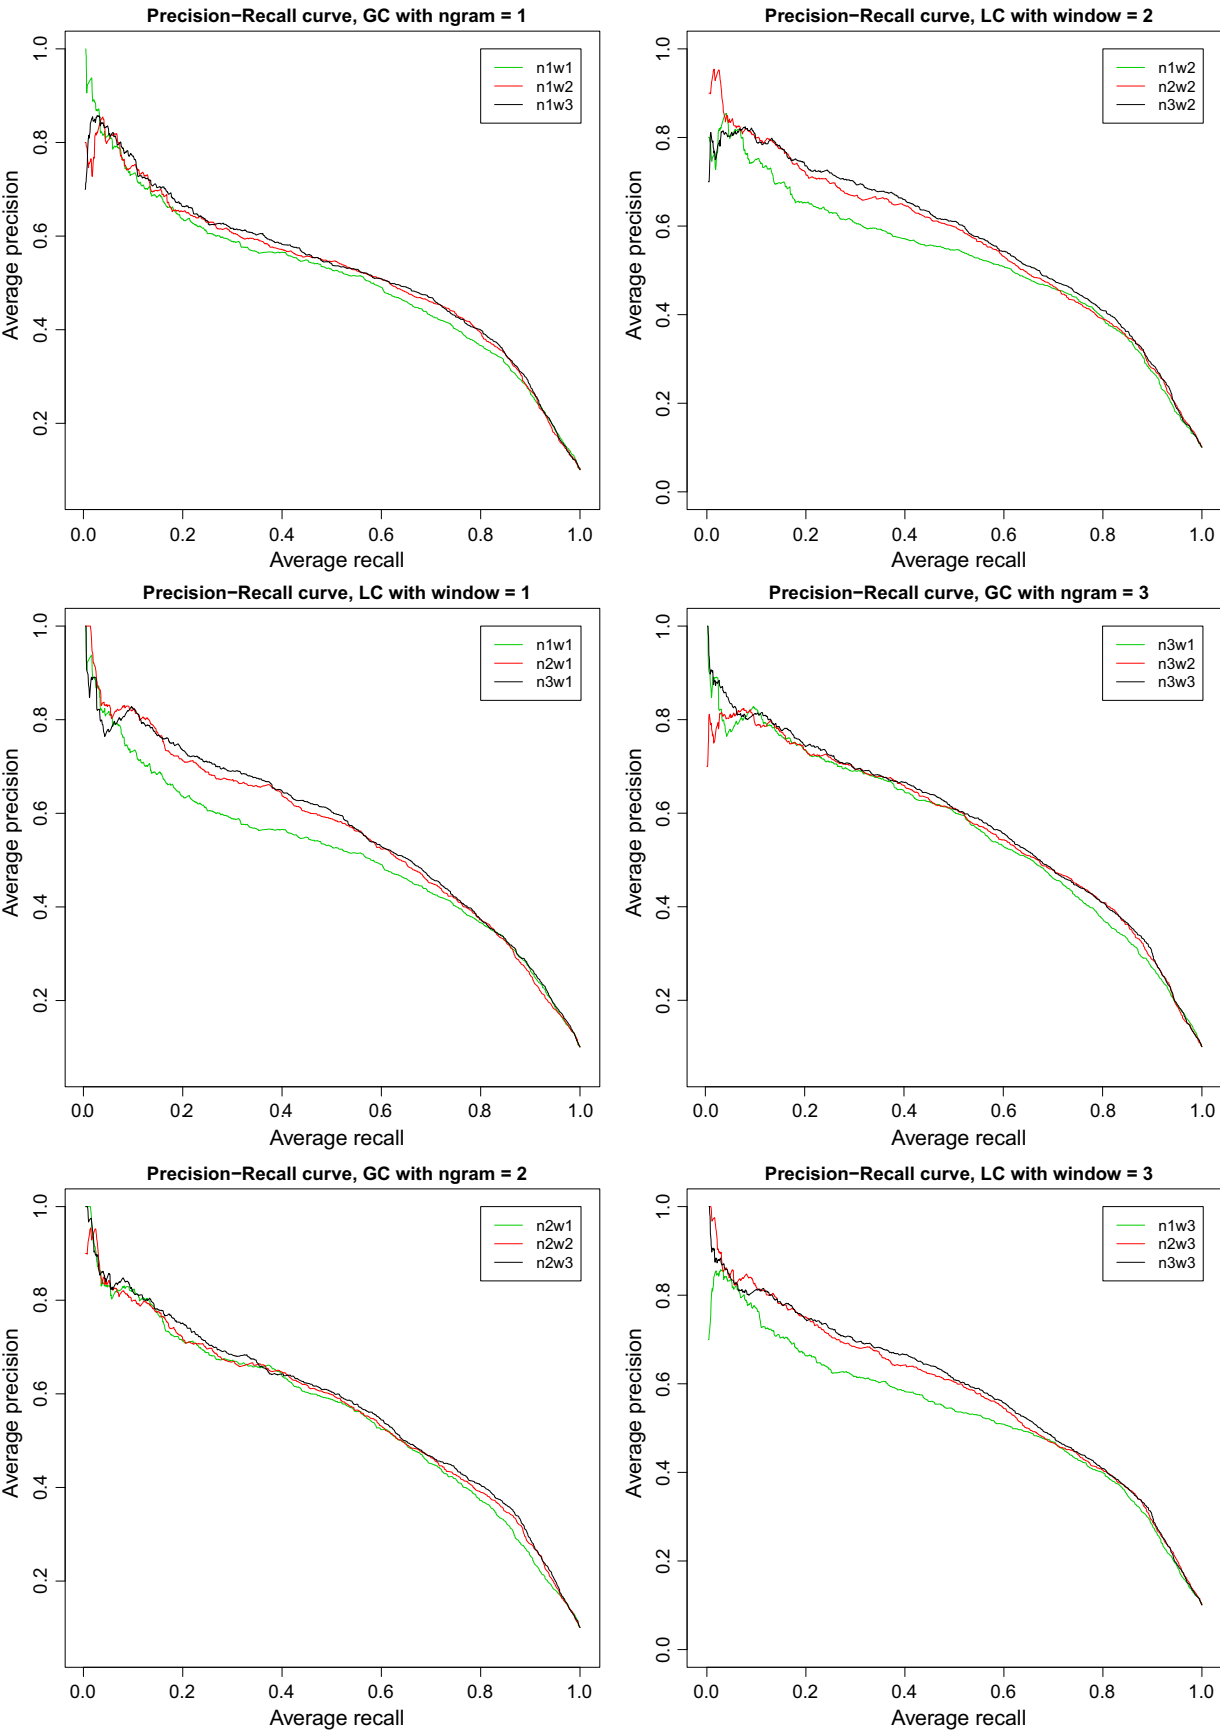 Precision−Recall curve, GC with ngram = 1
Average precision
1.0
0.8
0.6
0.4
0.2
n1w1
n1w2
n1w3
0.0 0.2 0.4 0.6 0.8 1.0
Average recall
Precision−Recall curve, LC with window = 2
Average precision
1.0
0.8
0.6
0.4
0.2
0.0
n1w2
n2w2
n3w2
0.0 0.2 0.4 0.6 0.8 1.0
Average recall
Precision−Recall curve, LC with window = 1
Average precision
1.0
0.8
0.6
0.4
0.2
n1w1
n2w1
n3w1
0.0 0.2 0.4 0.6 0.8 1.0
Average recall
Precision−Recall curve, GC with ngram = 3
Average precision
1.0
0.8
0.6
0.4
0.2
n3w1
n3w2
n3w3
0.0 0.2 0.4 0.6 0.8 1.0
Average recall
Precision−Recall curve, GC with ngram = 2
Average precision
1.0
0.8
0.6
0.4
0.2
n2w1
n2w2
n2w3
0.0 0.2 0.4 0.6 0.8 1.0
Average recall
Precision−Recall curve, LC with window = 3
Average precision
1.0
0.8
0.6
0.4
0.2
0.0
n1w3
n2w3
n3w3
0.0 0.2 0.4 0.6 0.8 1.0
Average recall